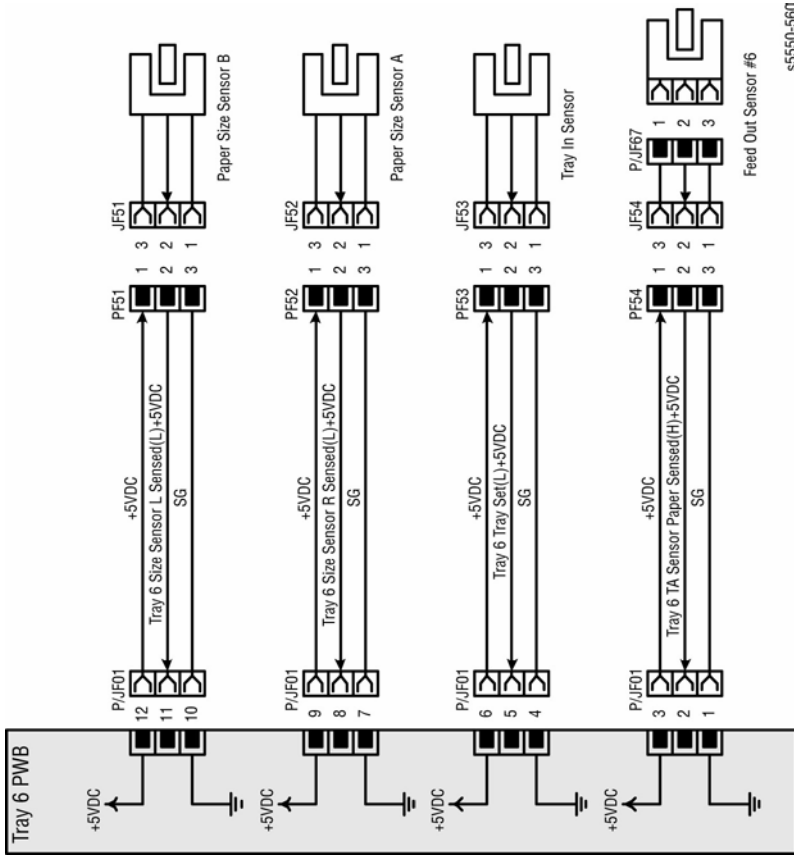 Tray 6 PWB
+5VDC
P/JF01
12
11
10
+5VDC
Tray 6 Size Sensor L Sensed(L)+5VDC
SG
PF51
1
2
3
JF51
3
2
1
Paper Size Sensor B
+5VDC
P/JF01
9
8
7
+5VDC
Tray 6 Size Sensor R Sensed(L)+5VDC
SG
PF52
1
2
3
JF52
3
2
1
Paper Size Sensor A
+5VDC
P/JF01
6
5
4
+5VDC
Tray 6 Tray Set(L)+5VDC
SG
PF53
1
2
3
JF53
3
2
1
Tray In Sensor
+5VDC
P/JF01
3
2
1
+5VDC
Tray 6 TA Sensor Paper Sensed(H)+5VDC
SG
PF54
1
2
3
JF54
3
2
1
P/JF67
1
2
3
Feed Out Sensor #6
s5550-560